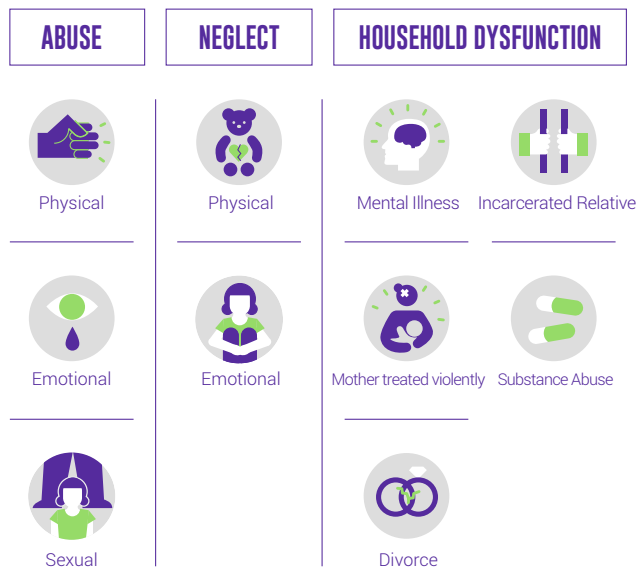 ABUSE
NEGLECT
HOUSEHOLD DYSFUNCTION
Physical
Physical
Mental Illness
Incarcerated Relative
Emotional
Emotional
Mother treated violently
Substance Abuse
Sexual
Divorce